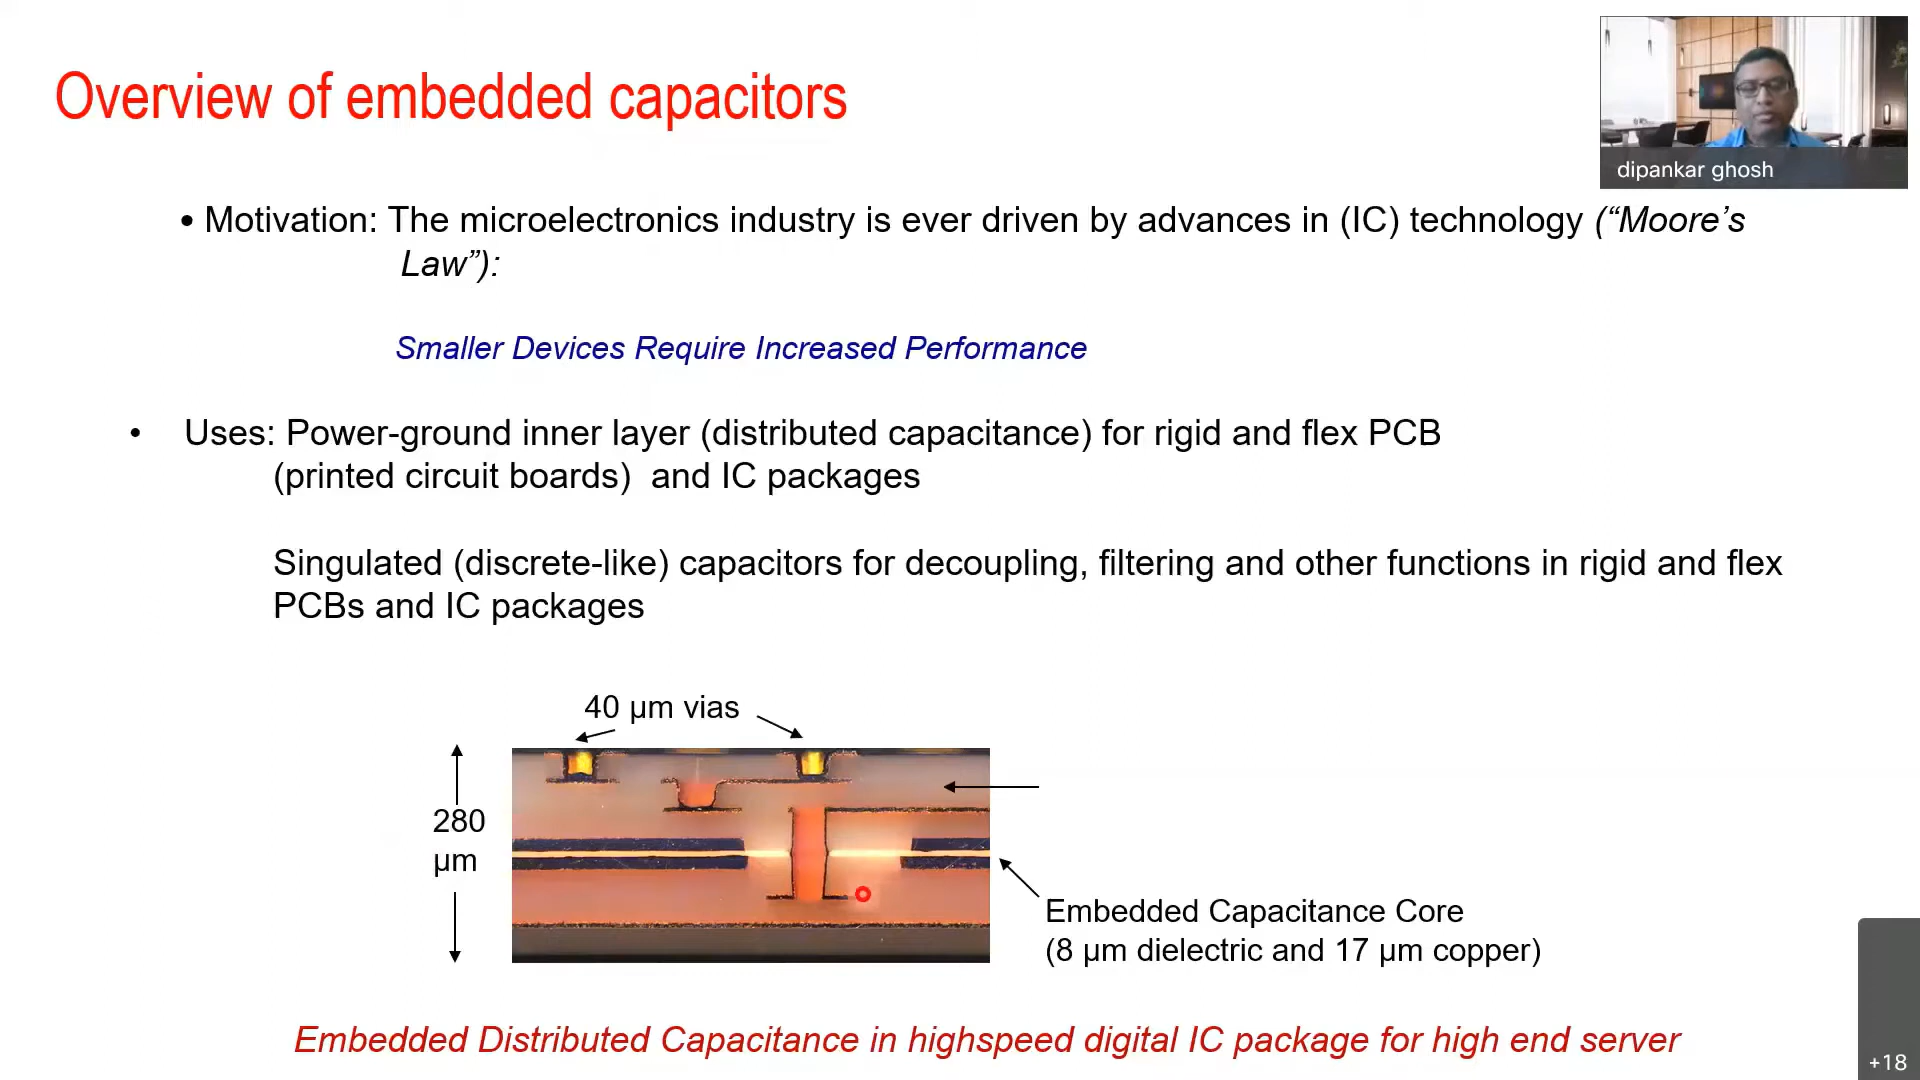 Overview of embedded capacitors
dipankar ghosh
• Motivation: The microelectronics industry is ever driven by advances in (IC) technology (“Moore’s
Law”):
Smaller Devices Require Increased Performance
• Uses: Power-ground inner layer (distributed capacitance) for rigid and flex PCB
(printed circuit boards) and IC packages
Singulated (discrete-like) capacitors for decoupling, filtering and other functions in rigid and flex
PCBs and IC packages
40 μm vias
280
μm
Embedded Capacitance Core
(8 μm dielectric and 17 μm copper)
Embedded Distributed Capacitance in highspeed digital IC package for high end server
+18